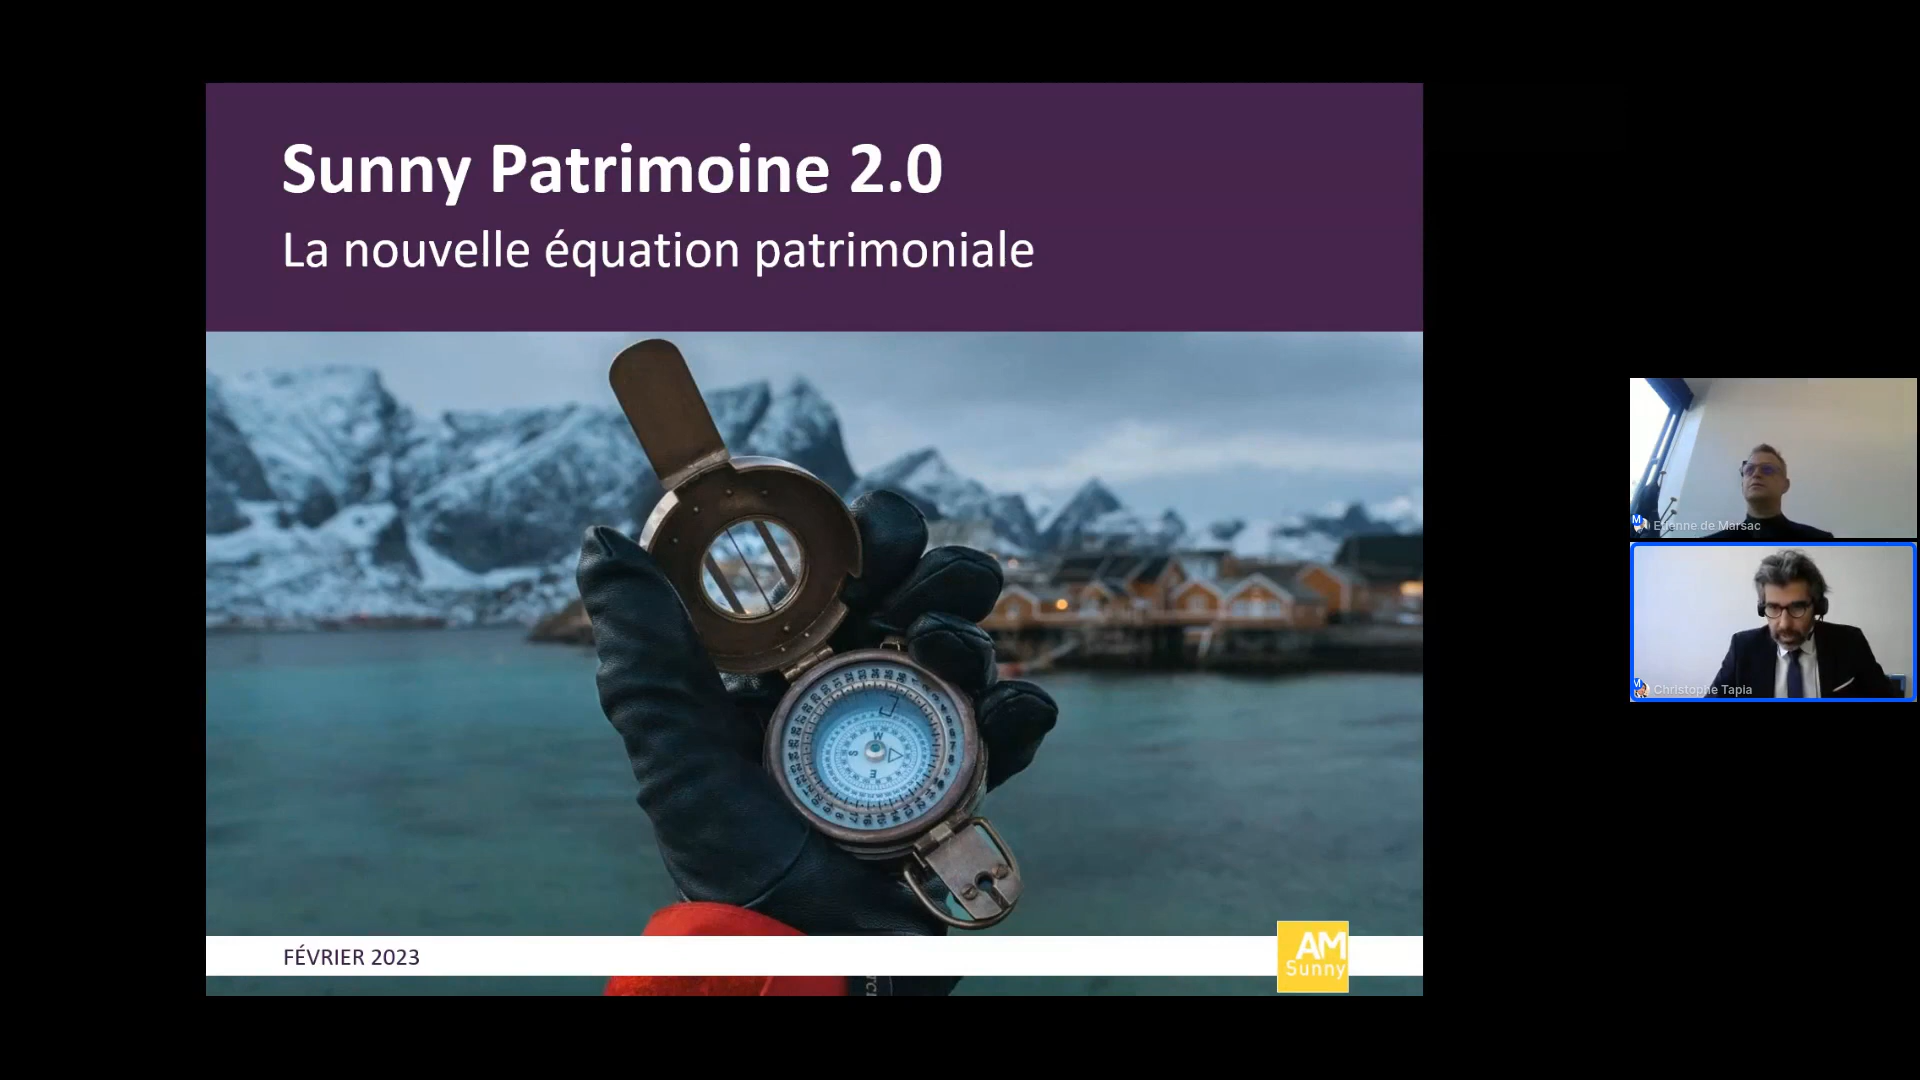 Sunny Patrimoine 2.0
La nouvelle équation patrimoniale
W
S
E
FÉVRIER 2023
AM
Sunny
Etienne de Marsac
Christophe Tapia